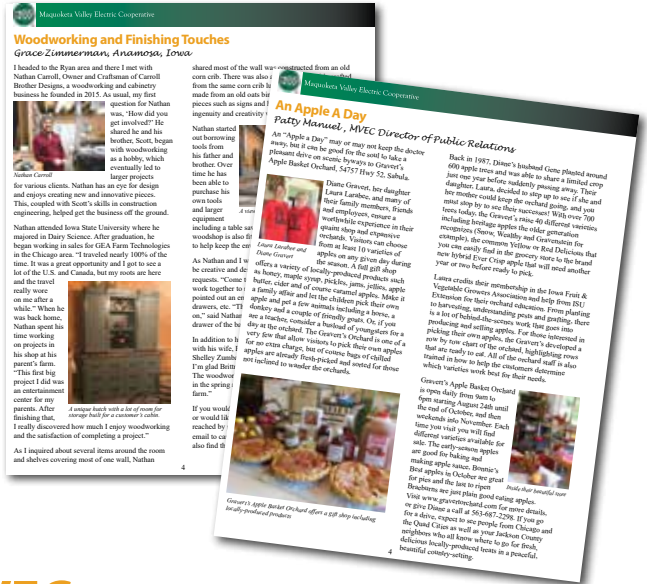 Maquoketa Valley Electric Cooperative
Woodworking and Finishing Touches
Grace Zimmerman, Anamosa, Iowa
I headed to the Ryan area and there I met with
Nathan Carroll, Owner and Craftsman of Carroll
Brother Designs, a woodworking and cabinetry
business he founded in 2015. As usual, my first
question for Nathan
was, "How did you
get involved?" He
shared he and his
brother, Scott, began
with woodworking
as a hobby, which
eventually led to
larger projects
Nathan Carroll
for various clients. Nathan has an eye for design
and enjoys creating new and innovative pieces.
This, coupled with Scott's skills in construction
engineering, helped get the business off the ground.
Nathan attended Iowa State University where he
majored in Dairy Science. After graduation, he
began working in sales for GEA Farm Technologies
in the Chicago area. "I traveled nearly 100% of the
time. It was a great opportunity and I got to see a
lot of the U.S. and Canada, but my roots are here
and the travel
really wore
on me after a
while." When he
was back home,
Nathan spent his
time working
on projects in
his shop at his
parent's farm.
"This first big
project I did was
an entertainment
center for my
parents. After
finishing that,
A unique hutch with a lot of room for
storage built for a customer's cabin.
I really discovered how much I enjoy woodworking
and the satisfaction of completing a project."
As I inquired about several items around the room
and shelves covering most of one wall, Nathan
shared most of the wall was constructed from an old
corn crib. There was also
from the same corn crib
made from an old oats bin
pieces such as signs and
ingenuity and creativity
Nathan started
out borrowing
tools from
his father and
brother. Over
time he has
been able to
purchase his
own tools
and larger
equipment
including a table
woodshop is also
to help keep the
As Nathan and I
be creative and
requests. "Come
work together to
pointed out an
drawers, etc.
on," said Nathan
drawer of the
In addition to
with his wife,
Shelley
I'm glad
The
in the spring
farm."
If you would
or would like
reached by
email to
also find
4
Maquoketa Valley Electric Cooperative
An Apple A Day
Patty Manuel, MVEC Director of Public Relations
An "Apple a Day" may or may not keep the doctor
away, but it can be good for the soul to take a
pleasant drive on scenic byways to Gravert's
Apple Basket Orchard, 54757 Hwy 52, Sabula.
Diane Gravert, her daughter
Laura Larabee, and many of
their family members, friends
and employees, ensure a
worthwhile experience in their
quaint shop and expansive
orchards. Visitors can choose
from at least 10 varieties of
apples on any given day during
the season. A full gift shop
Laura Larabee and
Diane Gravert
offers a variety of locally-produced products such
as honey, maple syrup, pickles, jams, jellies, apple
butter, cider and of course caramel apples. Make it
a family affair and let the children pick their own
apple and pet a few animals including a horse, a
donkey and a couple of friendly goats. Or, if you
are a teacher, consider a busload of youngsters for a
day at the orchard. The Gravert's Orchard is one of a
very few that allow visitors to pick their own apples
for no extra charge, but of course bags of chilled
apples are already fresh-picked and sorted for those
not inclined to wander the orchards.
Gravert's Apple Basket Orchard offers a gift shop including
locally-produced products
Back in 1987, Diane's husband Gene planted around
600 apple trees and was able to share a limited crop
just one year before suddenly passing away. Their
daughter, Laura, decided to step up to see if she and
her mother could keep the orchard going, and you
must stop by to see their successes! With over 700
trees today, the Gravert's raise 40 different varieties
including heritage apples the older generation
recognizes (Snow, Wealthy and Gravenstein for
example), the common Yellow or Red Delicious that
you can easily find in the grocery store to the brand
new hybrid Ever Crisp apple that will need another
year or two before ready to pick.
Laura credits their membership in the Iowa Fruit &
Vegetable Growers Association and help from ISU
Extension for their orchard education. From planting
to harvesting, understanding pests and grafting, there
is a lot of behind-the-scenes work that goes into
producing and selling apples. For those interested in
picking their own apples, the Gravert's developed a
row by tow chart of the orchard, highlighting rows
that are ready to eat. All of the orchard staff is also
trained in how to help the customers determine
which varieties work best for their needs.
Gravert's Apple Basket Orchard
is open daily from 9am to
6pm starting August 24th until
the end of October, and then
weekends into November. Each
time you visit you will find
different varieties available for
sale. The early-season apples
are good for baking and
making apple sauce. Bonnie's
Best apples in October are great
for pies and the last to ripen
Inside their beautiful store
Braeburns are just plain good eating apples.
Visit www.gravertorchard.com for more details,
or give Diane a call at 563-687-2298. If you go
for a drive, expect to see people from Chicago and
the Quad Cities as well as your Jackson County
neighbors who all know where to go for fresh,
delicious locally-produced treats in a peaceful,
beautiful country-setting.
4